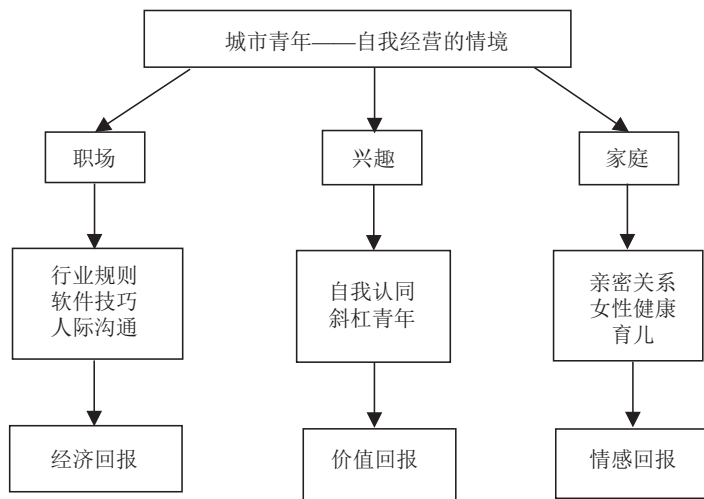 城市青年——自我经营的情境
职场
兴趣
家庭
行业规则
软件技巧
人际沟通
自我认同
斜杠青年
亲密关系
女性健康
育儿
经济回报
价值回报
情感回报